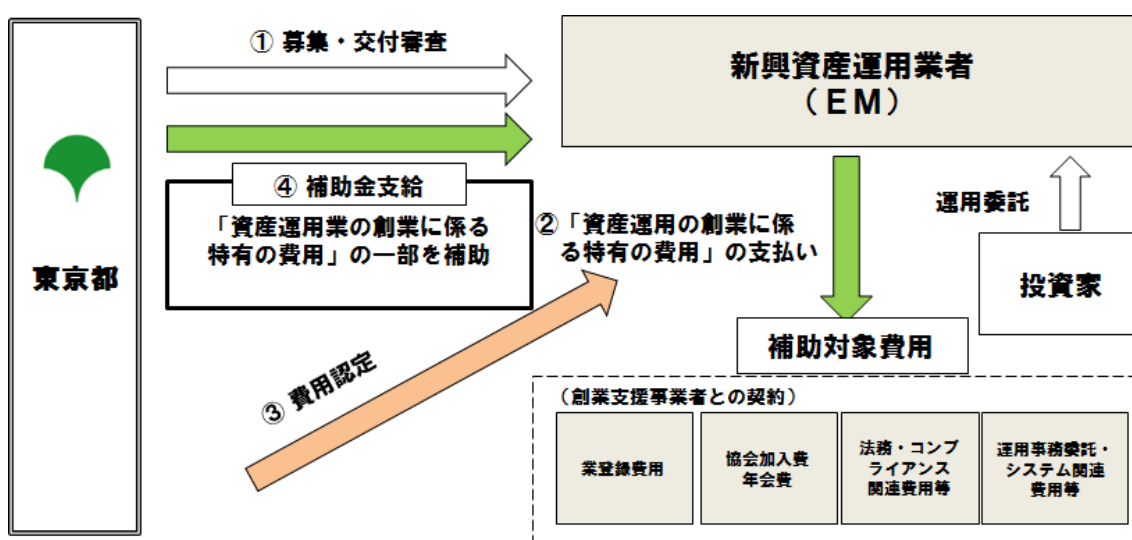 東京都
① 募集・交付審査
④ 補助金支給
「資産運用業の創業に係る
特有の費用」の一部を補助
新興資産運用業者
（ＥＭ）
②「資産運用の創業に係
る特有の費用」の支払い
運用委託
投資家
③ 費用認定
補助対象費用
（創業支援事業者との契約）
業登録費用
協会加入費
年会費
法務・コンプ
ライアンス
関連費用等
運用事務委託・
システム関連
費用等